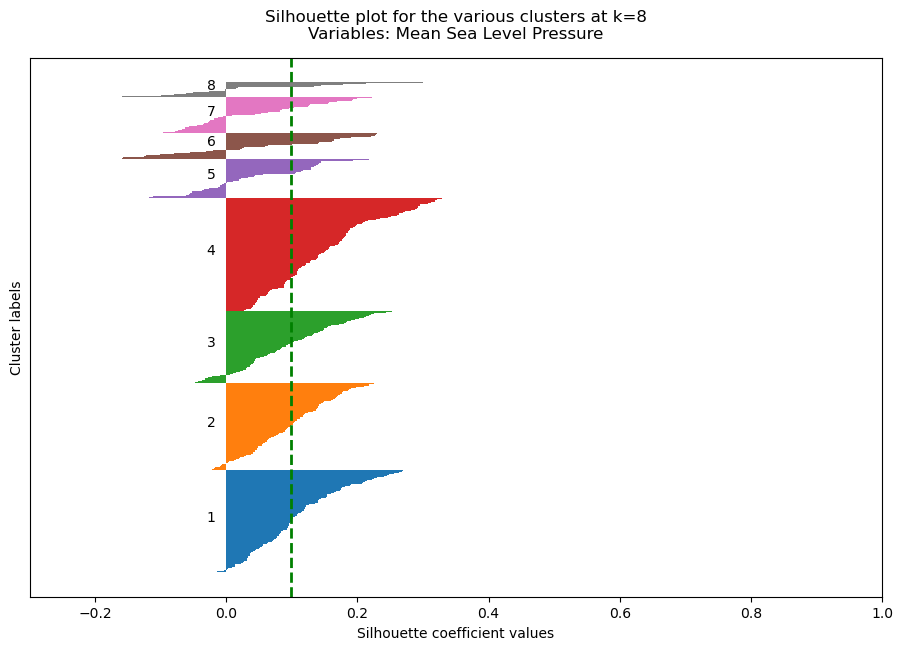 Silhouette plot for the various clusters at k=8
Variables: Mean Sea Level Pressure
Cluster labels
8
7
6
5
4
3
2
1
−0.2 0.0 0.2 0.4 0.6 0.8 1.0
Silhouette coefficient values